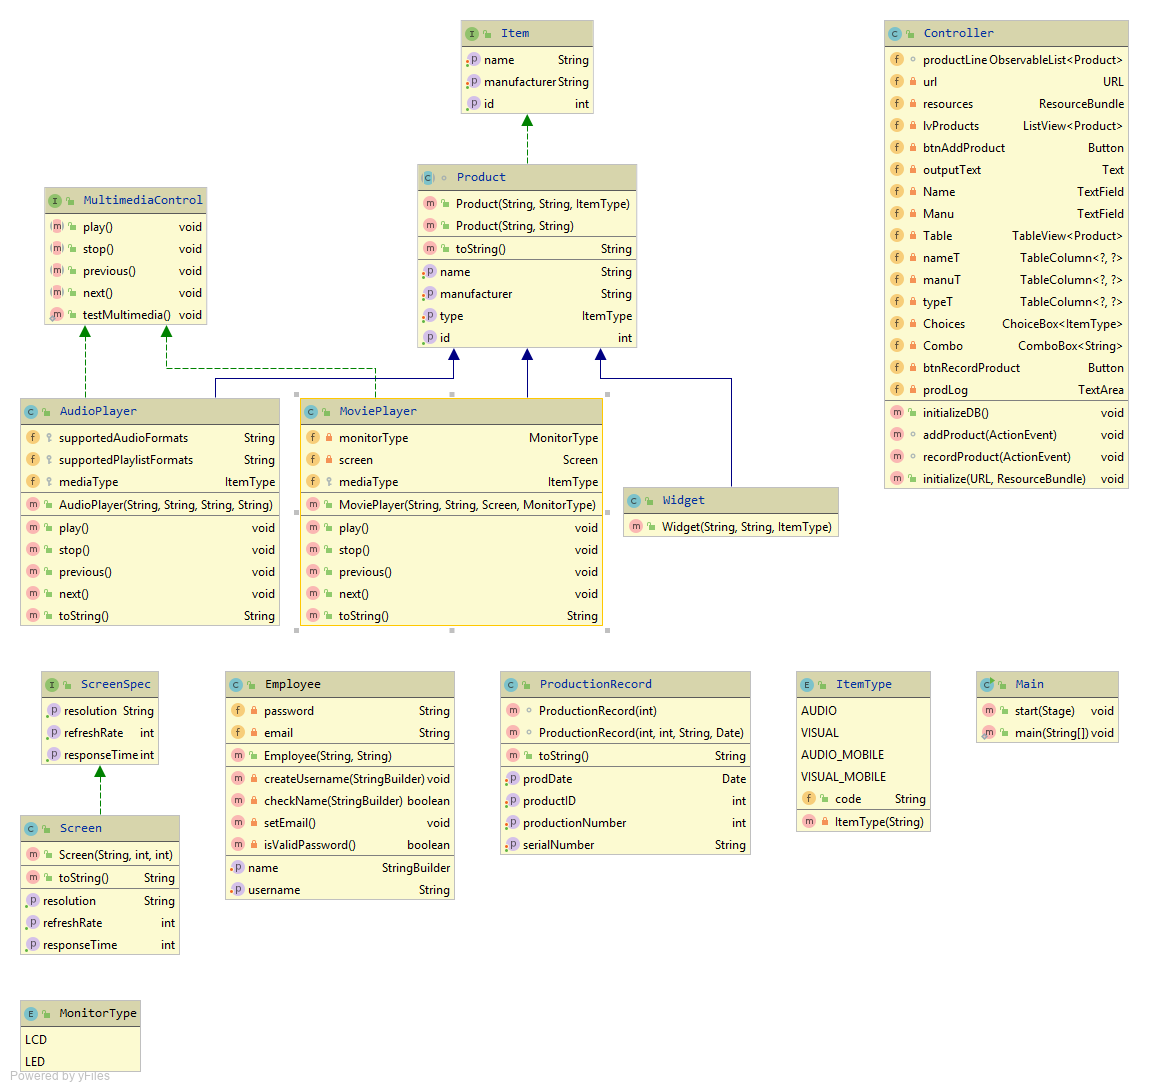 Item
name String
manufacturer String
id int
Controller
productLine ObservableList<Product>
url URL
resources ResourceBundle
lvProducts ListView<Product>
btnAddProduct Button
outputText Text
Name TextField
Manu TextField
Table TableView<Product>
nameT TableColumn<?, ?>
manuT TableColumn<?, ?>
typeT TableColumn<?, ?>
Choices ChoiceBox<ItemType>
Combo ComboBox<String>
btnRecordProduct Button
prodLog TextArea
initializeDB() void
addProduct(ActionEvent) void
recordProduct(ActionEvent) void
initialize(URL, ResourceBundle) void
Product
Product(String, String, ItemType)
Product(String, String)
toString() String
name String
manufacturer String
type ItemType
id int
MultimediaControl
play() void
stop() void
previous() void
next() void
testMultimedia() void
AudioPlayer
supportedAudioFormats String
supportedPlaylistFormats String
mediaType ItemType
AudioPlayer(String, String, String, String)
play() void
stop() void
previous() void
next() void
toString() String
MoviePlayer
monitorType MonitorType
screen Screen
mediaType ItemType
MoviePlayer(String, String, Screen, MonitorType)
play() void
stop() void
previous() void
next() void
toString() String
Widget
Widget(String, String, ItemType)
ScreenSpec
resolution String
refreshRate int
responseTime int
Employee
password String
email String
Employee(String, String)
createUsername(StringBuilder) void
checkName(StringBuilder) boolean
setEmail() void
isValidPassword() boolean
name StringBuilder
username String
ProductionRecord
ProductionRecord(int)
ProductionRecord(int, int, String, Date)
toString() String
prodDate Date
productID int
productionNumber int
serialNumber String
ItemType
AUDIO
VISUAL
AUDIO_MOBILE
VISUAL_MOBILE
code String
ItemType(String)
Main
start(Stage) void
main(String[]) void
Screen
Screen(String, int, int)
toString() String
resolution String
refreshRate int
responseTime int
MonitorType
LCD
LED
Powered by yFiles